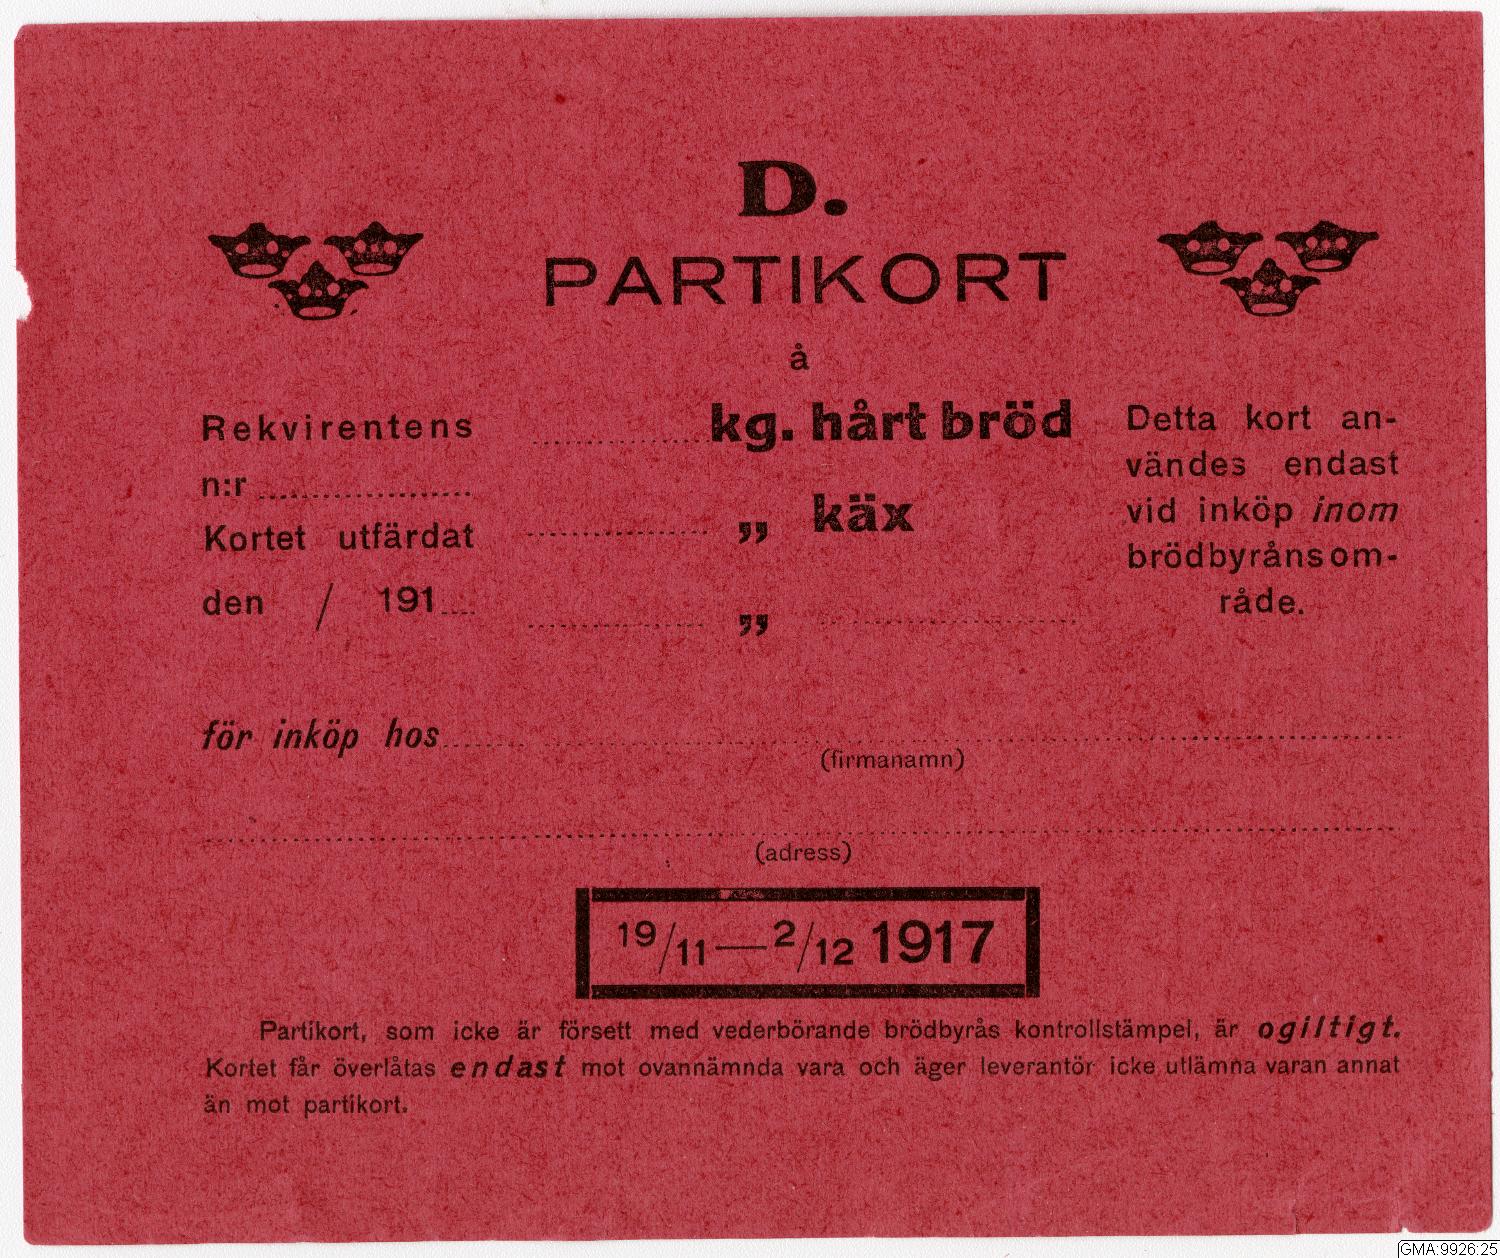 D.
PARTIKORT
å
Rekvirentens
n:r
Kortet utfärdat
den / 191
kg. hårt bröd
„ käx
„
Detta kort an-
vändes endast
vid inköp inom
brödbyrånsom-
råde.
för inköp hos
(firmanamn)
(adress)
19/11—2/12 1917
Partikort, som icke är försett med vederbörande brödbyrås kontrollstämpel, är ogiltigt.
Kortet får överlåtas endast mot ovannämnda vara och äger leverantör icke utlämna varan annat
än mot partikort.
GMA:9926:25